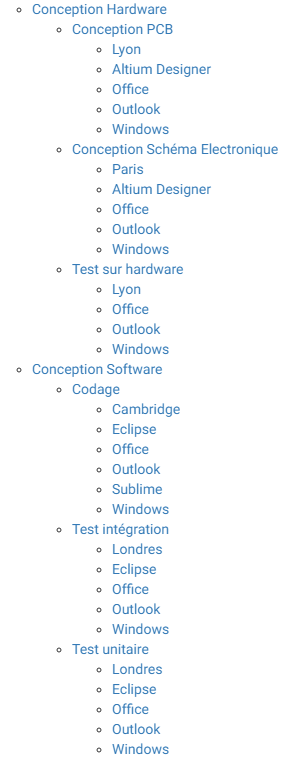 Conception Hardware
Conception PCB
Lyon
Altium Designer
Office
Outlook
Windows
Conception Schéma Electronique
Paris
Altium Designer
Office
Outlook
Windows
Test sur hardware
Lyon
Office
Outlook
Windows
Conception Software
Codage
Cambridge
Eclipse
Office
Outlook
Sublime
Windows
Test intégration
Londres
Eclipse
Office
Outlook
Windows
Test unitaire
Londres
Eclipse
Office
Outlook
Windows